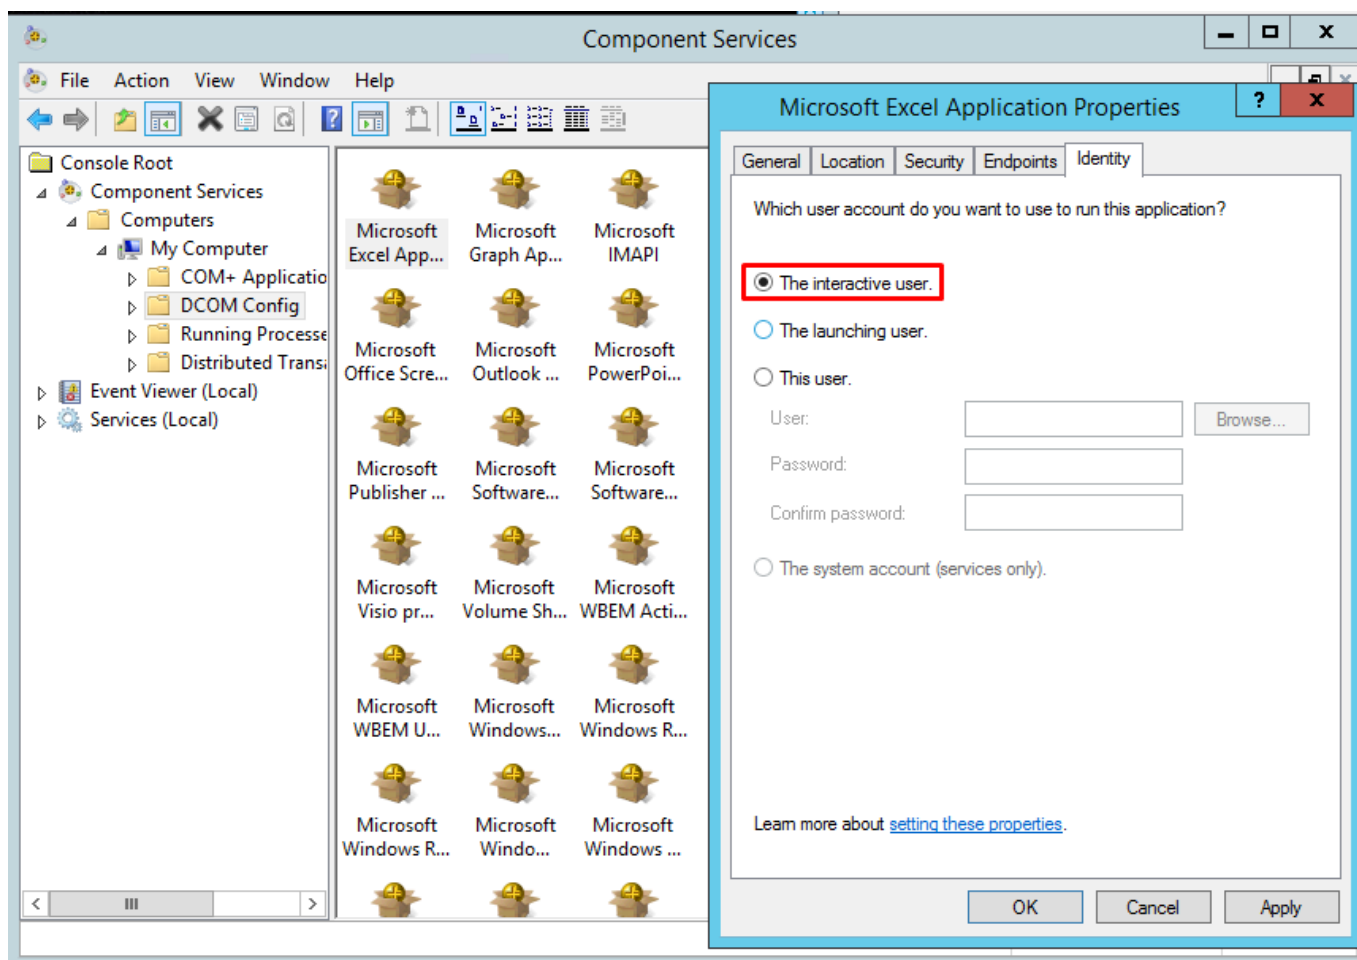 Component Services
File Action View Window Help
Console Root
Component Services
Computers
My Computer
COM+ Applicatio
DCOM Config
Running Processe
Distributed Trans
Event Viewer (Local)
Services (Local)
Microsoft Excel App...
Microsoft Graph Ap...
Microsoft IMAPI
Microsoft Office Scre...
Microsoft Outlook ...
Microsoft PowerPoi...
Microsoft Publisher ...
Microsoft Software...
Microsoft Software...
Microsoft Visio pr...
Microsoft Volume Sh...
Microsoft WBEM Acti...
Microsoft WBEM U...
Microsoft Windows...
Microsoft Windows R...
Microsoft Windows R...
Microsoft Windo...
Microsoft Windows ...
Microsoft Excel Application Properties
General Location Security Endpoints Identity
Which user account do you want to use to run this application?
The interactive user.
The launching user.
This user.
User:
Browse...
Password:
Confirm password:
The system account (services only).
Learn more about setting these properties.
OK Cancel Apply